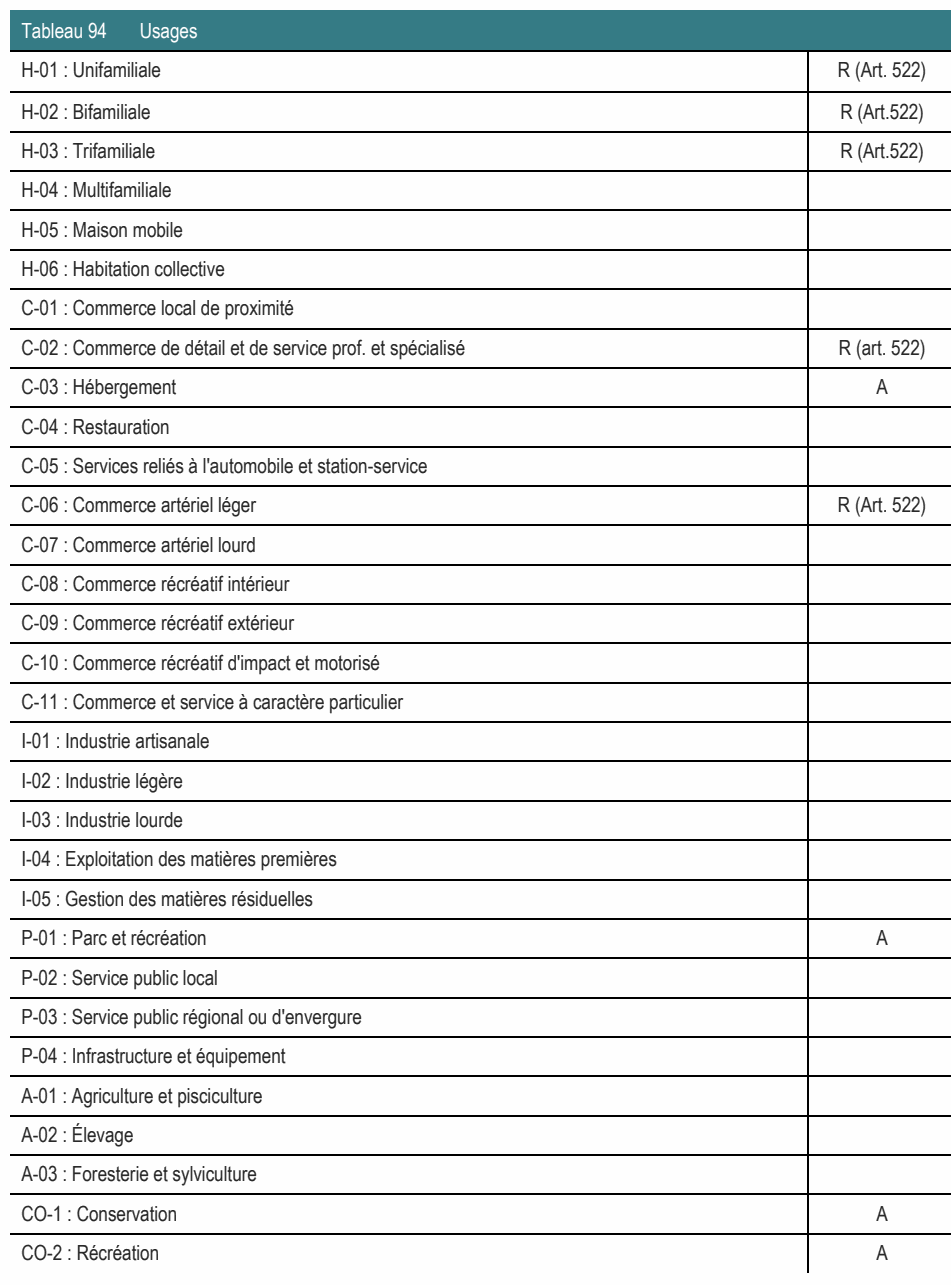 Tableau 94 Usages
H-01 : Unifamiliale R (Art. 522)
H-02 : Bifamiliale R (Art.522)
H-03 : Trifamiliale R (Art.522)
H-04 : Multifamiliale
H-05 : Maison mobile
H-06 : Habitation collective
C-01 : Commerce local de proximité
C-02 : Commerce de détail et de service prof. et spécialisé R (art. 522)
C-03 : Hébergement A
C-04 : Restauration
C-05 : Services reliés à l'automobile et station-service
C-06 : Commerce artériel léger R (Art. 522)
C-07 : Commerce artériel lourd
C-08 : Commerce récréatif intérieur
C-09 : Commerce récréatif extérieur
C-10 : Commerce récréatif d'impact et motorisé
C-11 : Commerce et service à caractère particulier
I-01 : Industrie artisanale
I-02 : Industrie légère
I-03 : Industrie lourde
I-04 : Exploitation des matières premières
I-05 : Gestion des matières résiduelles
P-01 : Parc et récréation A
P-02 : Service public local
P-03 : Service public régional ou d'envergure
P-04 : Infrastructure et équipement
A-01 : Agriculture et pisciculture
A-02 : Élevage
A-03 : Foresterie et sylviculture
CO-1 : Conservation A
CO-2 : Récréation A